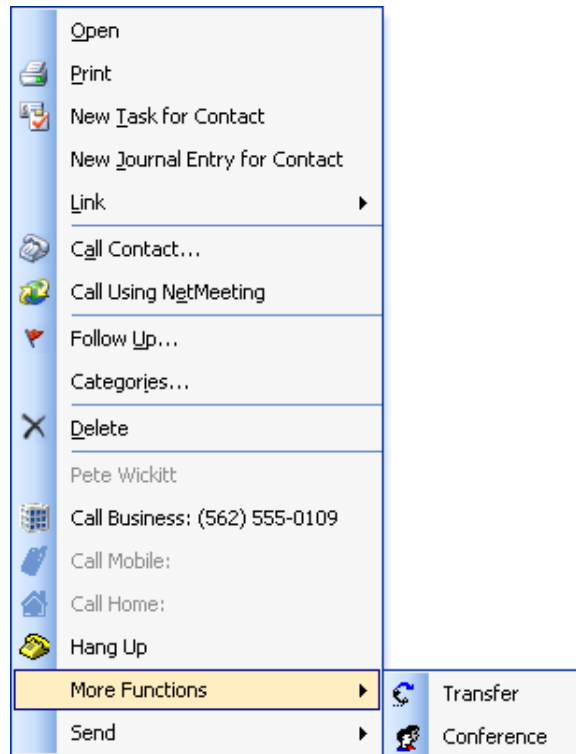 Open
Print
New Task for Contact
New Journal Entry for Contact
Link
Call Contact...
Call Using NetMeeting
Follow Up...
Categories...
Delete
Pete Wickitt
Call Business: (562) 555-0109
Call Mobile:
Call Home:
Hang Up
More Functions
Transfer
Send
Conference